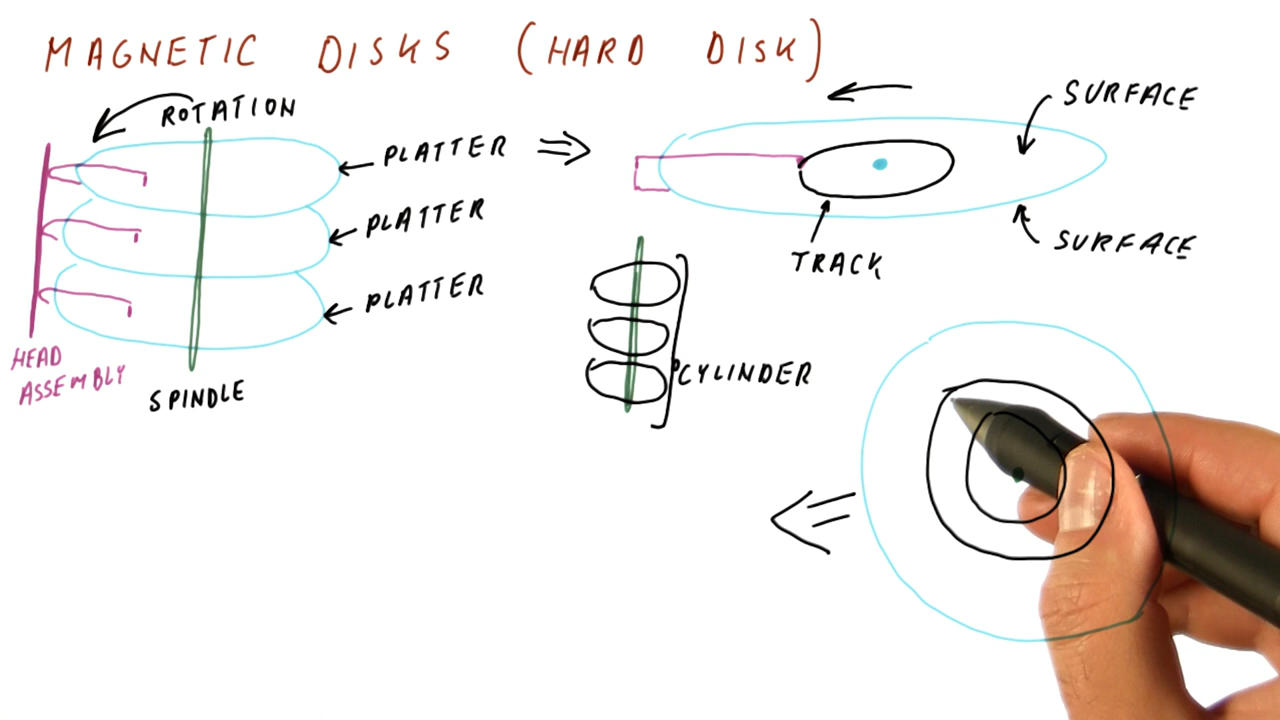 MAGNETIC DISKS (HARD DISK)
ROTATION
PLATTER
PLATTER
PLATTER
HEAD
ASSEMBLY
SPINDLE
SURFACE
SURFACE
TRACK
CYLINDER